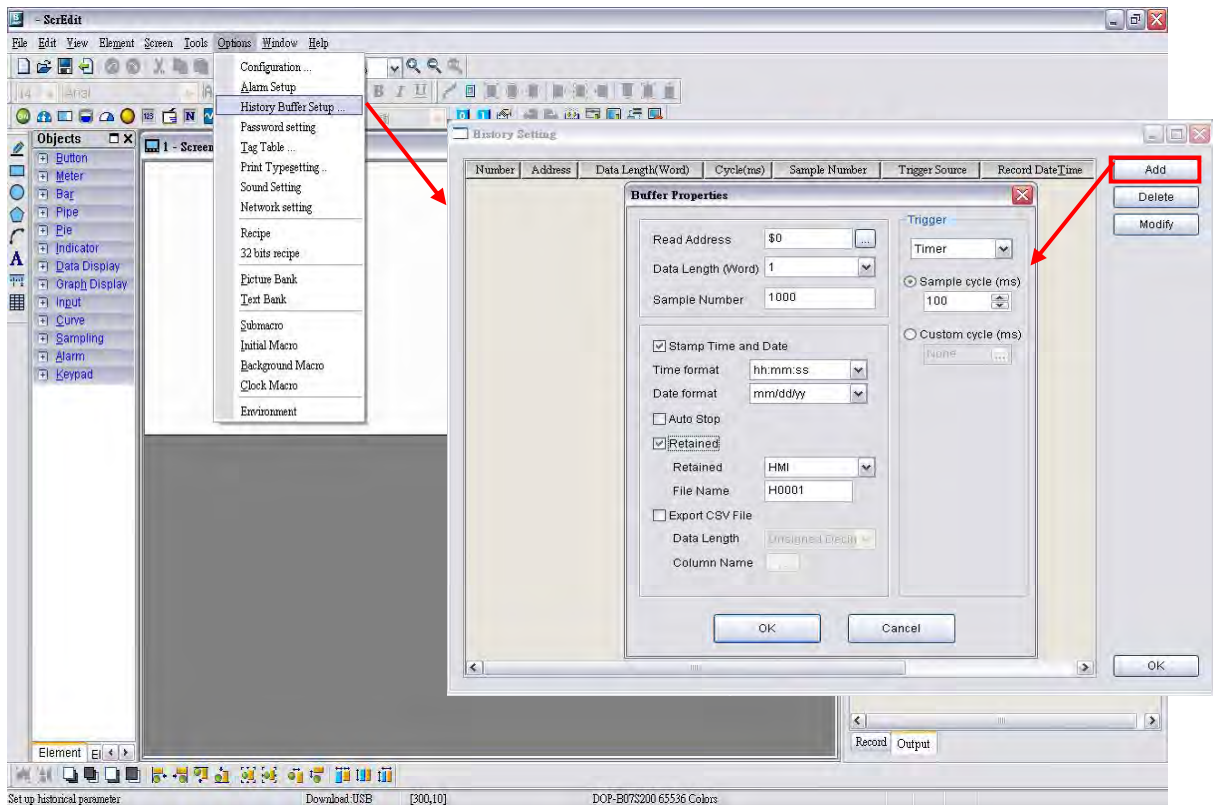 - ScrEdit
File Edit View Element Screen Tools Options Window Help
Configuration ...
Alarm Setup
History Buffer Setup ...
Password setting
Tag Table ...
Print Typesetting ..
Sound Setting
Network setting
Recipe
32 bits recipe
Picture Bank
Text Bank
Submacro
Initial Macro
Background Macro
Clock Macro
Environment
14 Arial
B I U
Objects
Button
Meter
Bar
Pipe
Pie
Indicator
Data Display
Graph Display
Input
Curve
Sampling
Alarm
Keypad
1 - Screen
History Setting
Number Address Data Length(Word) Cycle(ms) Sample Number Trigger Source Record DateTime
Add
Delete
Modify
OK
Buffer Properties
Read Address $0 ...
Data Length (Word) 1
Sample Number 1000
Stamp Time and Date
Time format hh:mm:ss
Date format mm/dd/yy
Auto Stop
Retained
Retained HMI
File Name H0001
Export CSV File
Data Length Unsigned Decim
Column Name ...
Trigger
Timer
Sample cycle (ms)
100
Custom cycle (ms)
None ...
OK Cancel
Record Output
Element El
Set up historical parameter Download:USB [300,10] DOP-B07S200 65536 Colors